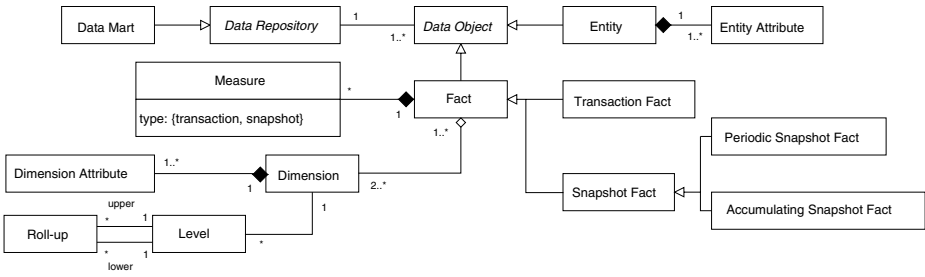 Data Mart
Data Repository
1
1..*
Data Object
Entity
1
1..*
Entity Attribute
Measure
type: {transaction, snapshot}
*
1
Fact
1..*
Transaction Fact
Periodic Snapshot Fact
Snapshot Fact
Accumulating Snapshot Fact
Dimension Attribute
1..*
1
Dimension
2..*
1
*
upper
*
1
Roll-up
Level
*
1
lower